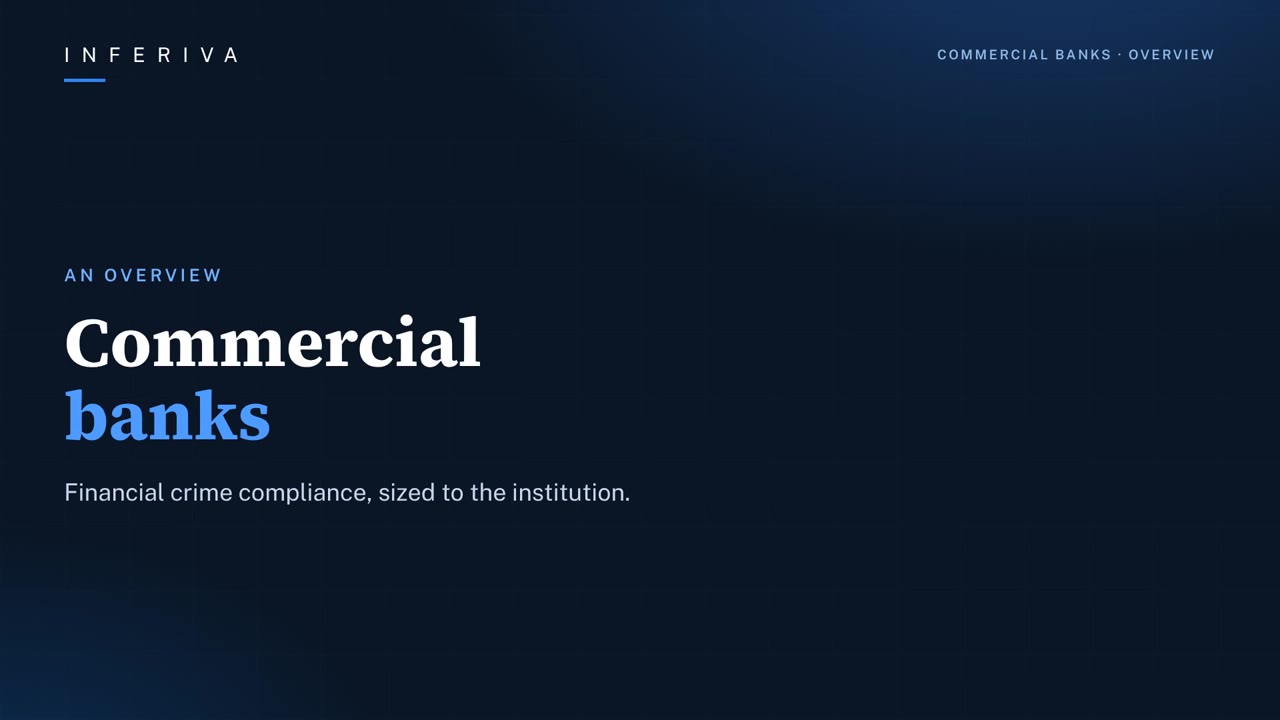 INFERIVA
COMMERCIAL BANKS · OVERVIEW
AN OVERVIEW
Commercial
banks
Financial crime compliance, sized to the institution.